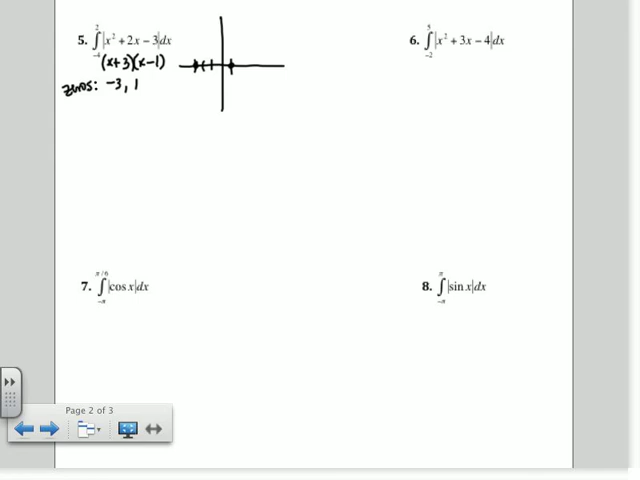 5. ∫_{-4}^{2} |x² + 2x − 3|dx
(x+3)(x−1)
zeros: −3, 1
6. ∫_{-2}^{5} |x² + 3x − 4|dx
7. ∫_{-π}^{π/6} |cos x|dx
8. ∫_{-π}^{π} |sin x|dx
Page 2 of 3